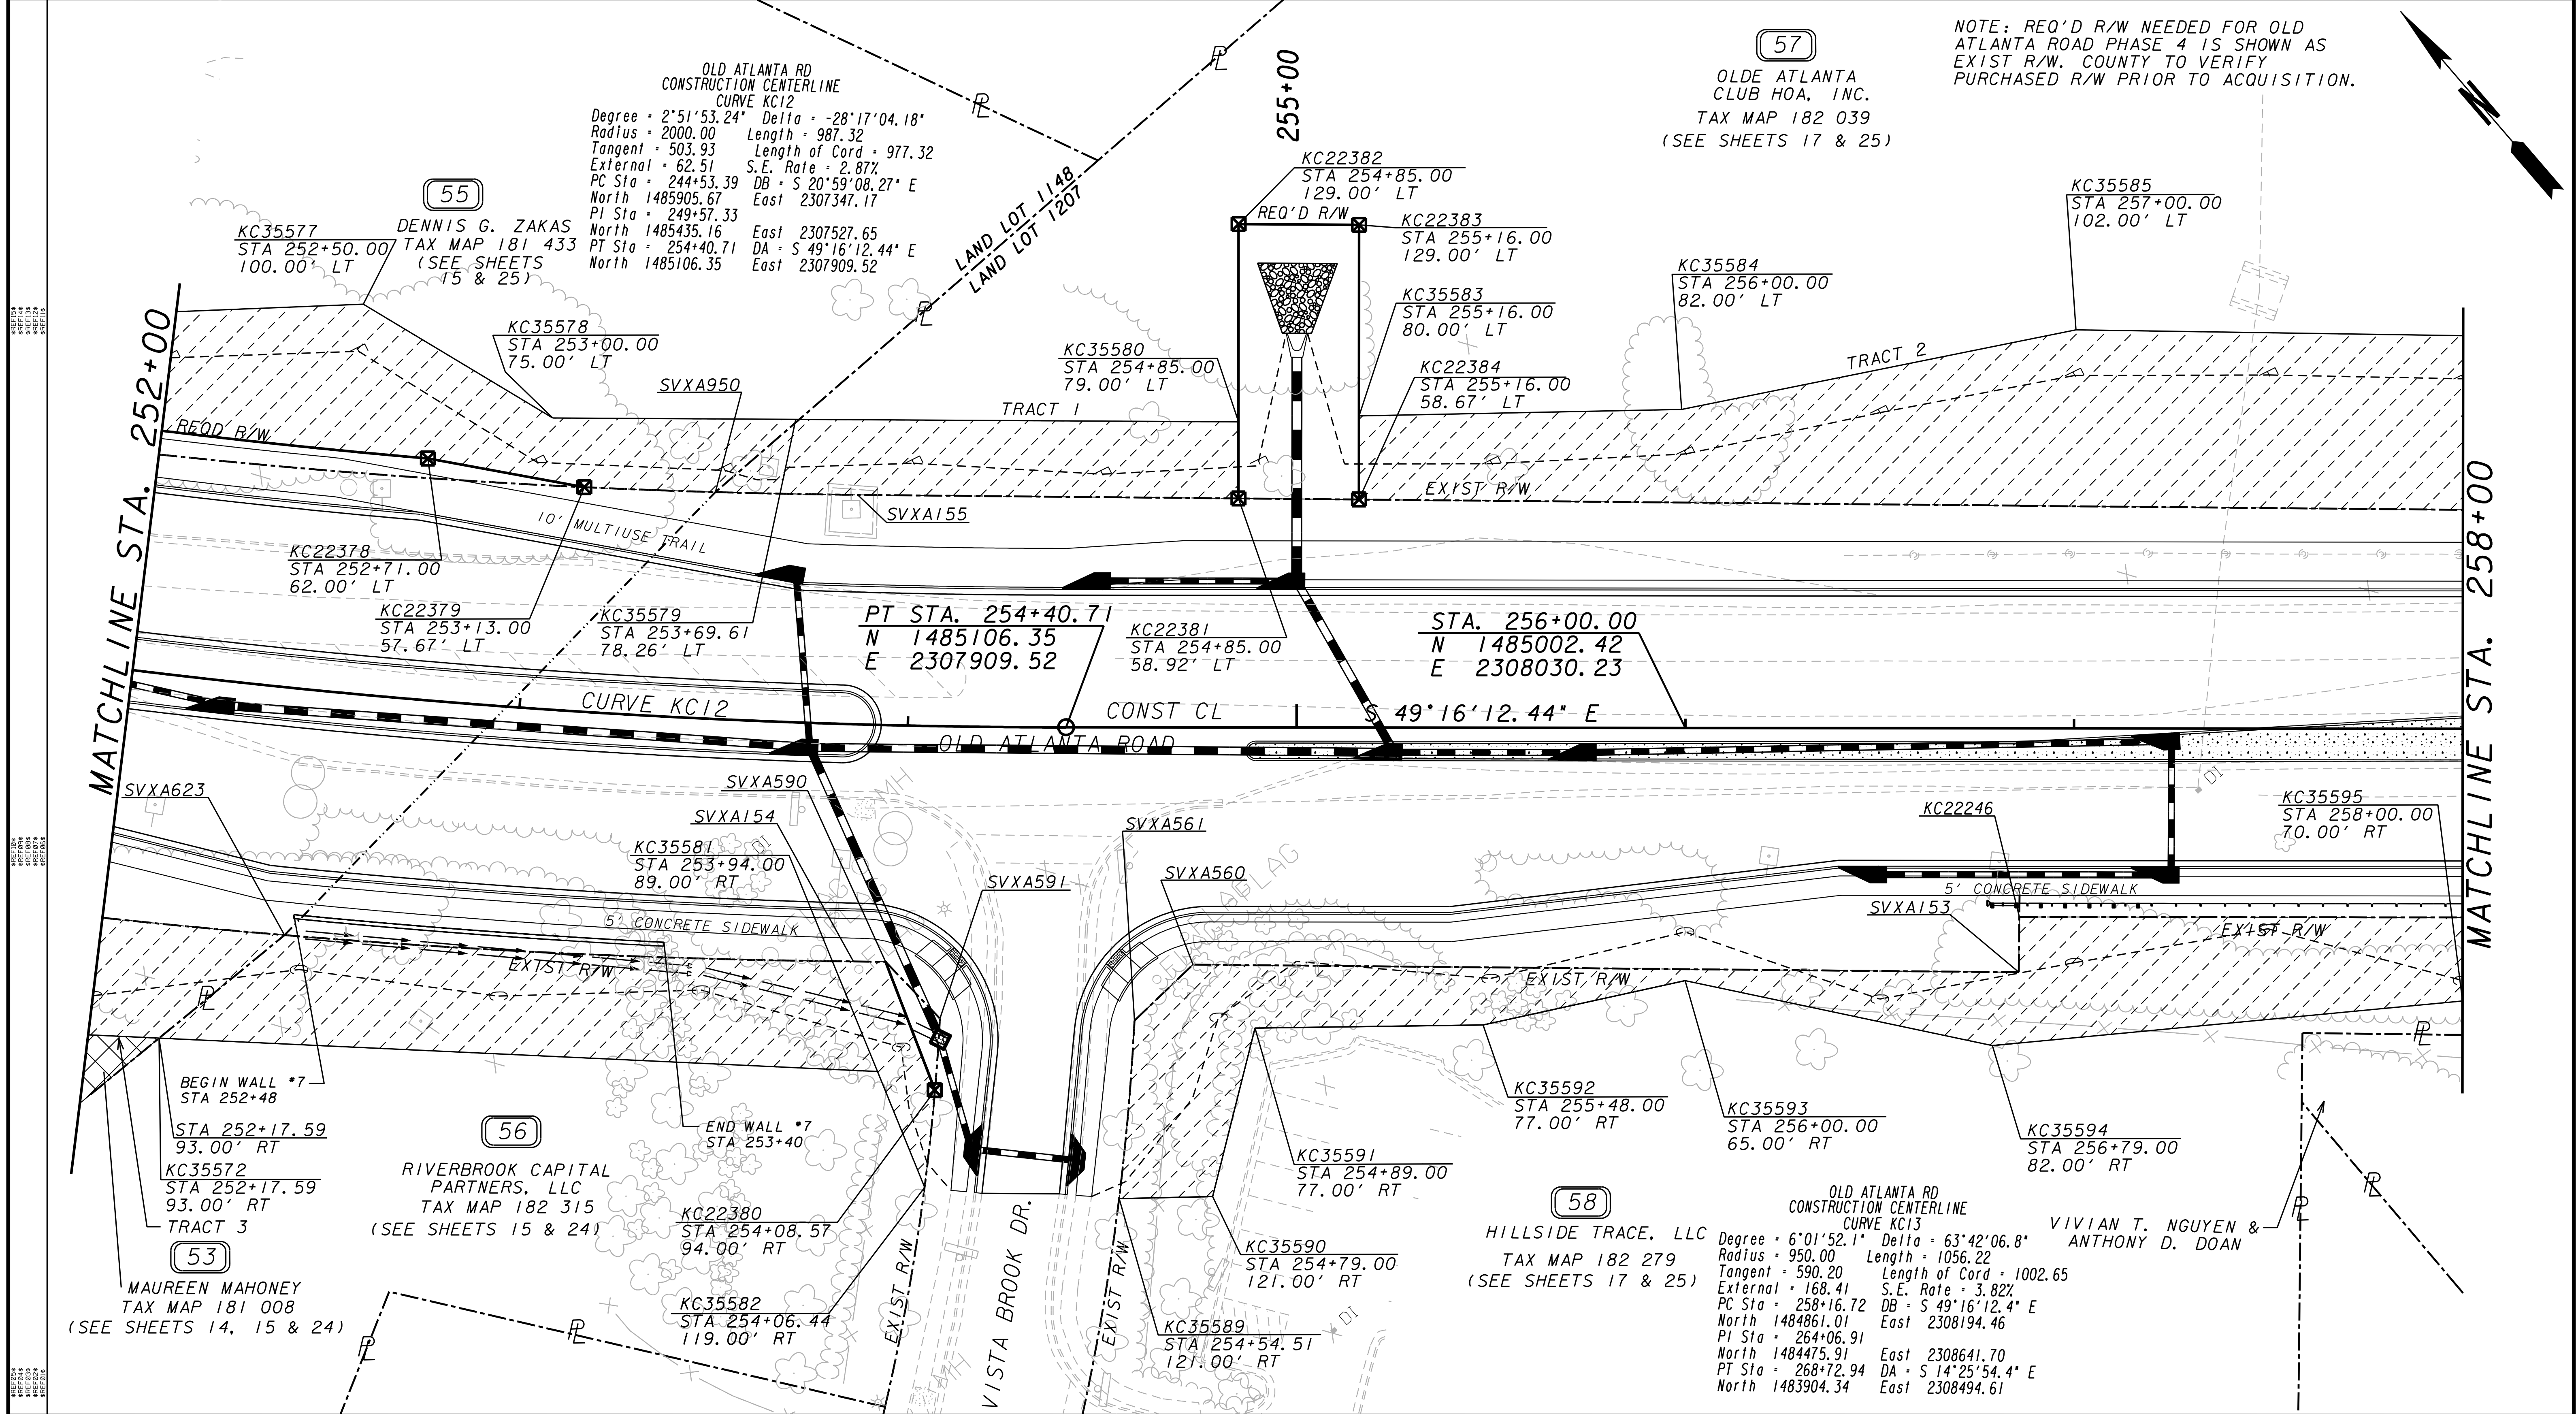 NOTE: REQ'D R/W NEEDED FOR OLD
ATLANTA ROAD PHASE 4 IS SHOWN AS
EXIST R/W. COUNTY TO VERIFY
PURCHASED R/W PRIOR TO ACQUISITION.
N
57
OLDE ATLANTA
CLUB HOA, INC.
TAX MAP 182 039
(SEE SHEETS 17 & 25)
OLD ATLANTA RD
CONSTRUCTION CENTERLINE
CURVE KC12
Degree = 2°51'53.24" Delta = -28°17'04.18"
Radius = 2000.00 Length = 987.32
Tangent = 503.93 Length of Cord = 977.32
External = 62.51 S.E. Rate = 2.87%
PC Sta = 244+53.39 DB = S 20°59'08.27" E
North 1485905.67 East 2307347.17
PI Sta = 249+57.33
North 1485435.16 East 2307527.65
PT Sta = 254+40.71 DA = S 49°16'12.44" E
North 1485106.35 East 2307909.52
55
DENNIS G. ZAKAS
TAX MAP 181 433
(SEE SHEETS
15 & 25)
KC35577
STA 252+50.00
100.00' LT
LAND LOT 1148
LAND LOT 1207
255+00
KC22382
STA 254+85.00
129.00' LT
REQ'D R/W
KC22383
STA 255+16.00
129.00' LT
KC35583
STA 255+16.00
80.00' LT
KC22384
STA 255+16.00
58.67' LT
KC35584
STA 256+00.00
82.00' LT
KC35585
STA 257+00.00
102.00' LT
KC35578
STA 253+00.00
75.00' LT
SVXA950
KC35580
STA 254+85.00
79.00' LT
TRACT 1
TRACT 2
MATCHLINE STA. 252+00
REQD R/W
EXIST R/W
SVXA155
10' MULTIUSE TRAIL
KC22378
STA 252+71.00
62.00' LT
KC22379
STA 253+13.00
57.67' LT
KC35579
STA 253+69.61
78.26' LT
PT STA. 254+40.71
N 1485106.35
E 2307909.52
KC22381
STA 254+85.00
58.92' LT
STA. 256+00.00
N 1485002.42
E 2308030.23
MATCHLINE STA. 258+00
CURVE KC12
CONST CL
S 49°16'12.44" E
OLD ATLANTA ROAD
SVXA623
SVXA590
SVXA154
KC35581
STA 253+94.00
89.00' RT
MH
DI
SVXA591
SVXA561
SVXA560
FLAG
DI
KC22246
KC35595
STA 258+00.00
70.00' RT
SVXA153
5' CONCRETE SIDEWALK
5' CONCRETE SIDEWALK
EXIST R/W
EXIST R/W
EXIST R/W
BEGIN WALL #7
STA 252+48
END WALL #7
STA 253+40
STA 252+17.59
93.00' RT
KC35572
STA 252+17.59
93.00' RT
TRACT 3
53
MAUREEN MAHONEY
TAX MAP 181 008
(SEE SHEETS 14, 15 & 24)
56
RIVERBROOK CAPITAL
PARTNERS, LLC
TAX MAP 182 315
(SEE SHEETS 15 & 24)
KC22380
STA 254+08.57
94.00' RT
KC35582
STA 254+06.44
119.00' RT
EXIST R/W
MH
VISTA BROOK DR.
EXIST R/W
KC35589
STA 254+54.51
121.00' RT
DI
KC35590
STA 254+79.00
121.00' RT
KC35591
STA 254+89.00
77.00' RT
KC35592
STA 255+48.00
77.00' RT
KC35593
STA 256+00.00
65.00' RT
KC35594
STA 256+79.00
82.00' RT
58
HILLSIDE TRACE, LLC
TAX MAP 182 279
(SEE SHEETS 17 & 25)
OLD ATLANTA RD
CONSTRUCTION CENTERLINE
CURVE KC13
Degree = 6°01'52.1" Delta = 63°42'06.8"
Radius = 950.00 Length = 1056.22
Tangent = 590.20 Length of Cord = 1002.65
External = 168.41 S.E. Rate = 3.82%
PC Sta = 258+16.72 DB = S 49°16'12.4" E
North 1484861.01 East 2308194.46
PI Sta = 264+06.91
North 1484475.91 East 2308641.70
PT Sta = 268+72.94 DA = S 14°25'54.4" E
North 1483904.34 East 2308494.61
VIVIAN T. NGUYEN &
ANTHONY D. DOAN